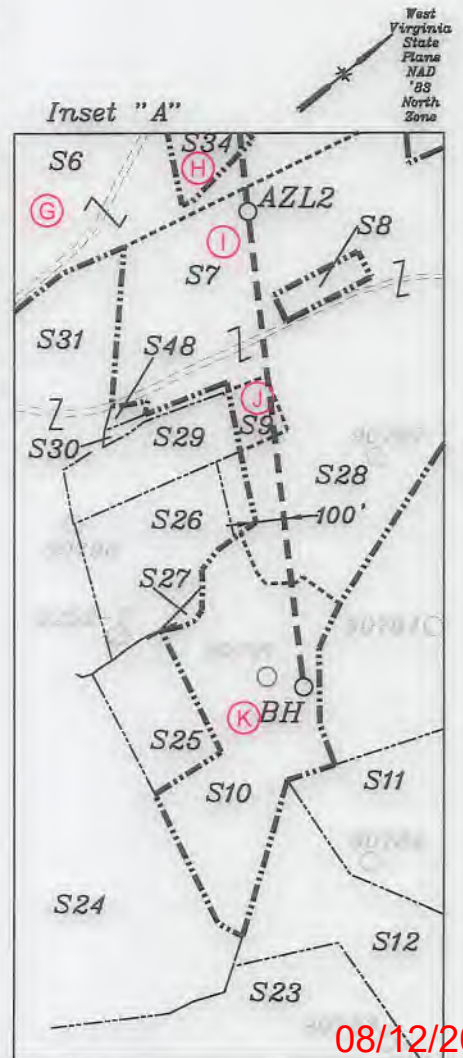 West
Virginia
State
Plane
NAD
'83
North
Zone
Inset "A"
S6
S34
H
G
AZL2
I
S8
S7
S31
S48
J
S9
S30
S29
S28
S26
100'
S27
K
BH
S25
S10
S11
S24
S12
S23
08/12/20